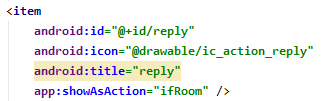 <item
android:id="@+id/reply"
android:icon="@drawable/ic_action_reply"
android:title="reply"
app:showAsAction="ifRoom" />